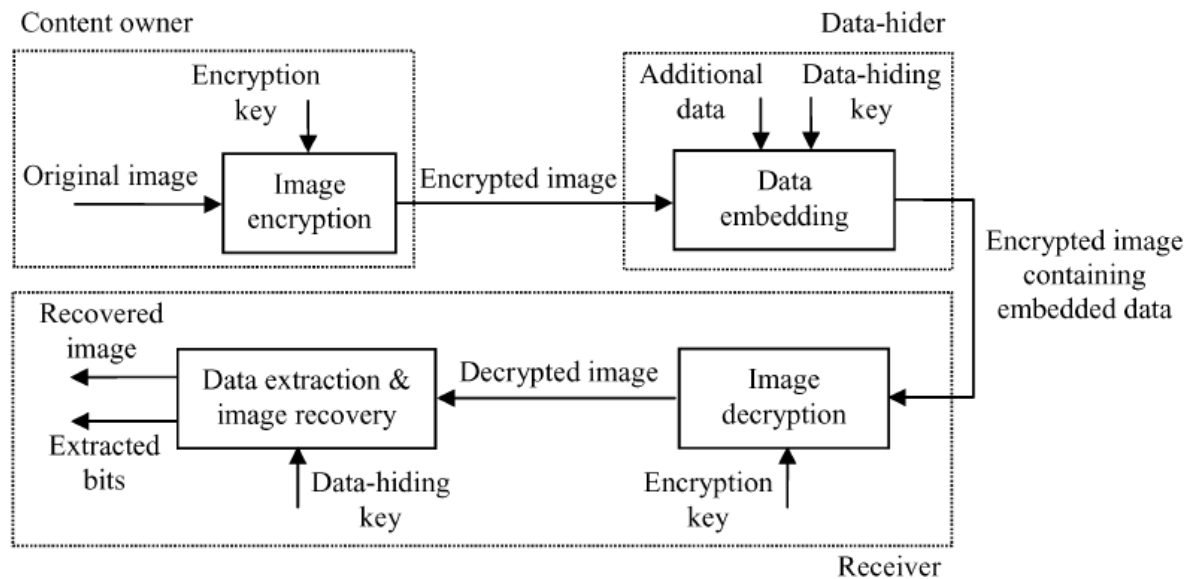 Content owner
Data-hider
Encryption
key
Additional
data
Data-hiding
key
Original image
Image
encryption
Encrypted image
Data
embedding
Encrypted image
containing
embedded data
Recovered
image
Data extraction &
image recovery
Decrypted image
Image
decryption
Extracted
bits
Data-hiding
key
Encryption
key
Receiver